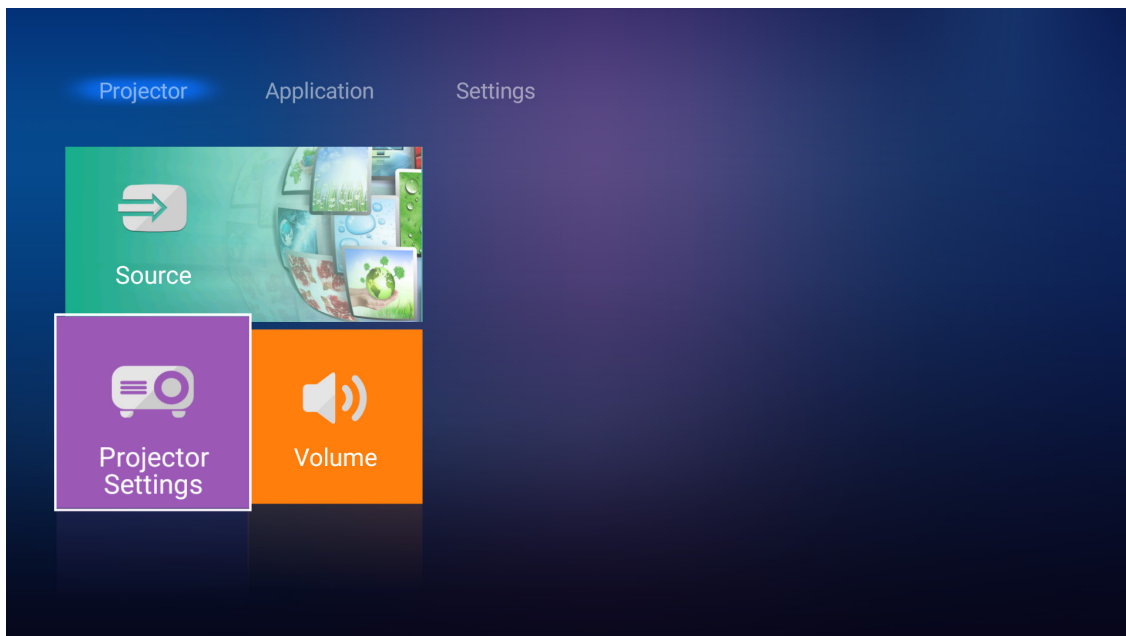 Projector
Application
Settings
Source
Projector
Settings
Volume